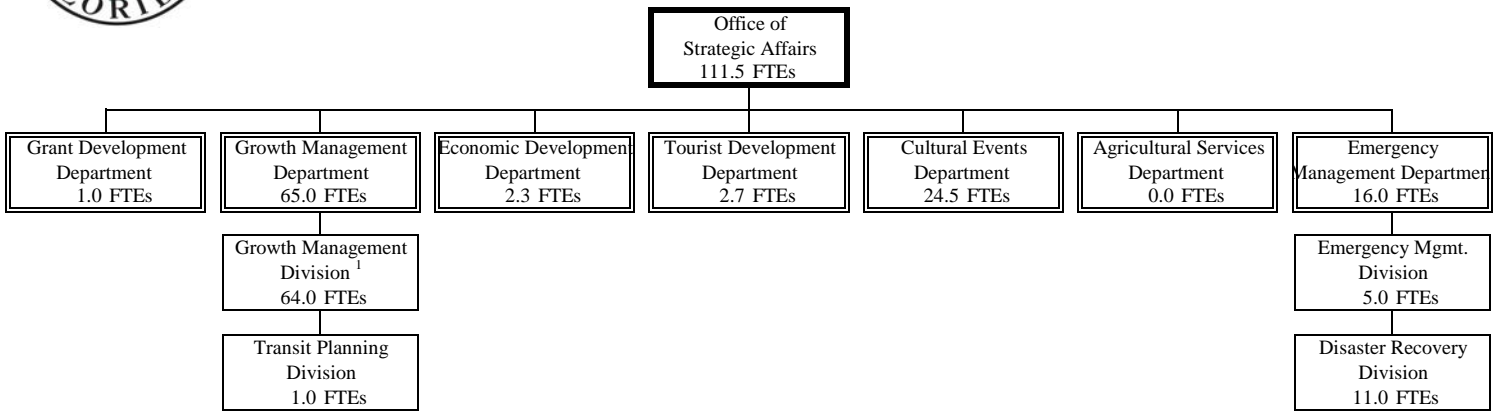 Office of
Strategic Affairs
111.5 FTEs
Grant Development
Department
1.0 FTEs
Growth Management
Department
65.0 FTEs
Economic Development
Department
2.3 FTEs
Tourist Development
Department
2.7 FTEs
Cultural Events
Department
24.5 FTEs
Agricultural Services
Department
0.0 FTEs
Emergency
Management Departmen
16.0 FTEs
Growth Management
Division 1
64.0 FTEs
Emergency Mgmt.
Division
5.0 FTEs
Transit Planning
Division
1.0 FTEs
Disaster Recovery
Division
11.0 FTEs